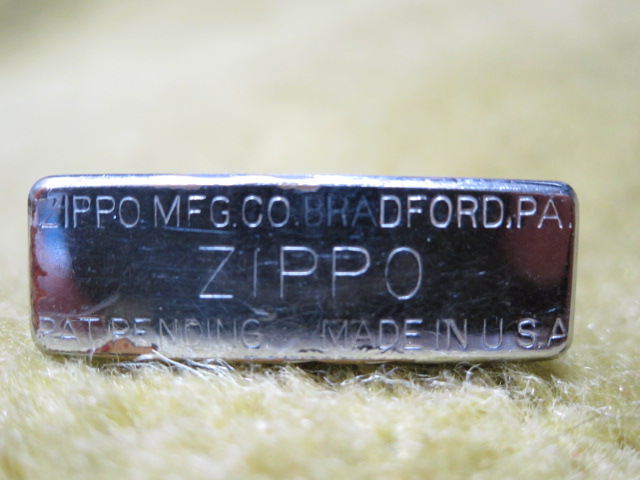 ZIPPO MFG.CO. BRADFORD,PA.
ZIPPO
PAT.PENDING. MADE IN U.S.A.